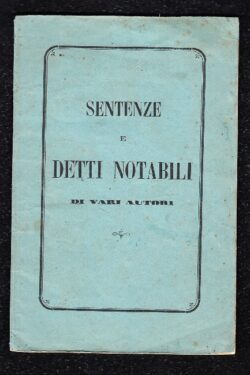 SENTENZE
E
DETTI NOTABILI
DI VARI AUTORI